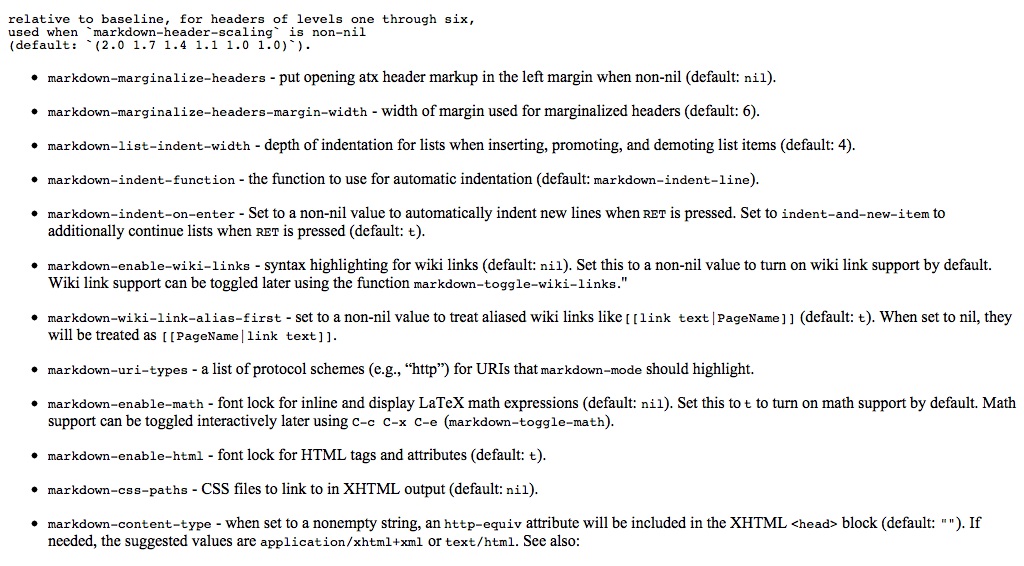 relative to baseline, for headers of levels one through six,
used when `markdown-header-scaling` is non-nil
(default: `(2.0 1.7 1.4 1.1 1.0 1.0)`).
• markdown-marginalize-headers - put opening atx header markup in the left margin when non-nil (default: nil).
• markdown-marginalize-headers-margin-width - width of margin used for marginalized headers (default: 6).
• markdown-list-indent-width - depth of indentation for lists when inserting, promoting, and demoting list items (default: 4).
• markdown-indent-function - the function to use for automatic indentation (default: markdown-indent-line).
• markdown-indent-on-enter - Set to a non-nil value to automatically indent new lines when RET is pressed. Set to indent-and-new-item to
additionally continue lists when RET is pressed (default: t).
• markdown-enable-wiki-links - syntax highlighting for wiki links (default: nil). Set this to a non-nil value to turn on wiki link support by default.
Wiki link support can be toggled later using the function markdown-toggle-wiki-links."
• markdown-wiki-link-alias-first - set to a non-nil value to treat aliased wiki links like [[link text|PageName]] (default: t). When set to nil, they
will be treated as [[PageName|link text]].
• markdown-uri-types - a list of protocol schemes (e.g., “http”) for URIs that markdown-mode should highlight.
• markdown-enable-math - font lock for inline and display LaTeX math expressions (default: nil). Set this to t to turn on math support by default. Math
support can be toggled interactively later using C-c C-x C-e (markdown-toggle-math).
• markdown-enable-html - font lock for HTML tags and attributes (default: t).
• markdown-css-paths - CSS files to link to in XHTML output (default: nil).
• markdown-content-type - when set to a nonempty string, an http-equiv attribute will be included in the XHTML <head> block (default: ""). If
needed, the suggested values are application/xhtml+xml or text/html. See also: